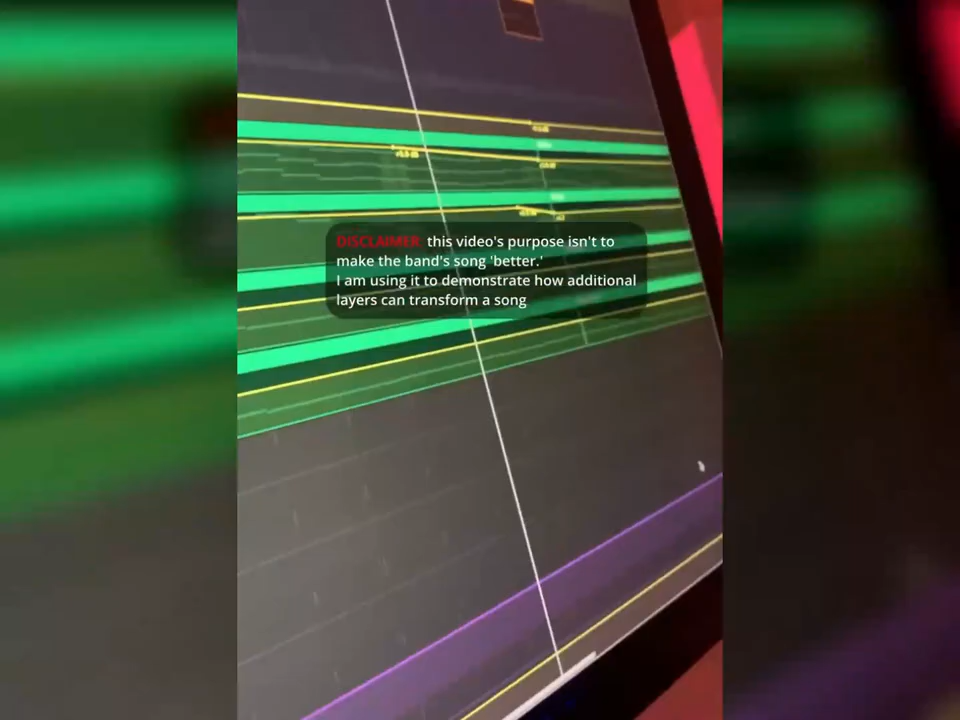 DISCLAIMER this video's purpose isn't to
make the band's song 'better.'
I am using it to demonstrate how additional
layers can transform a song